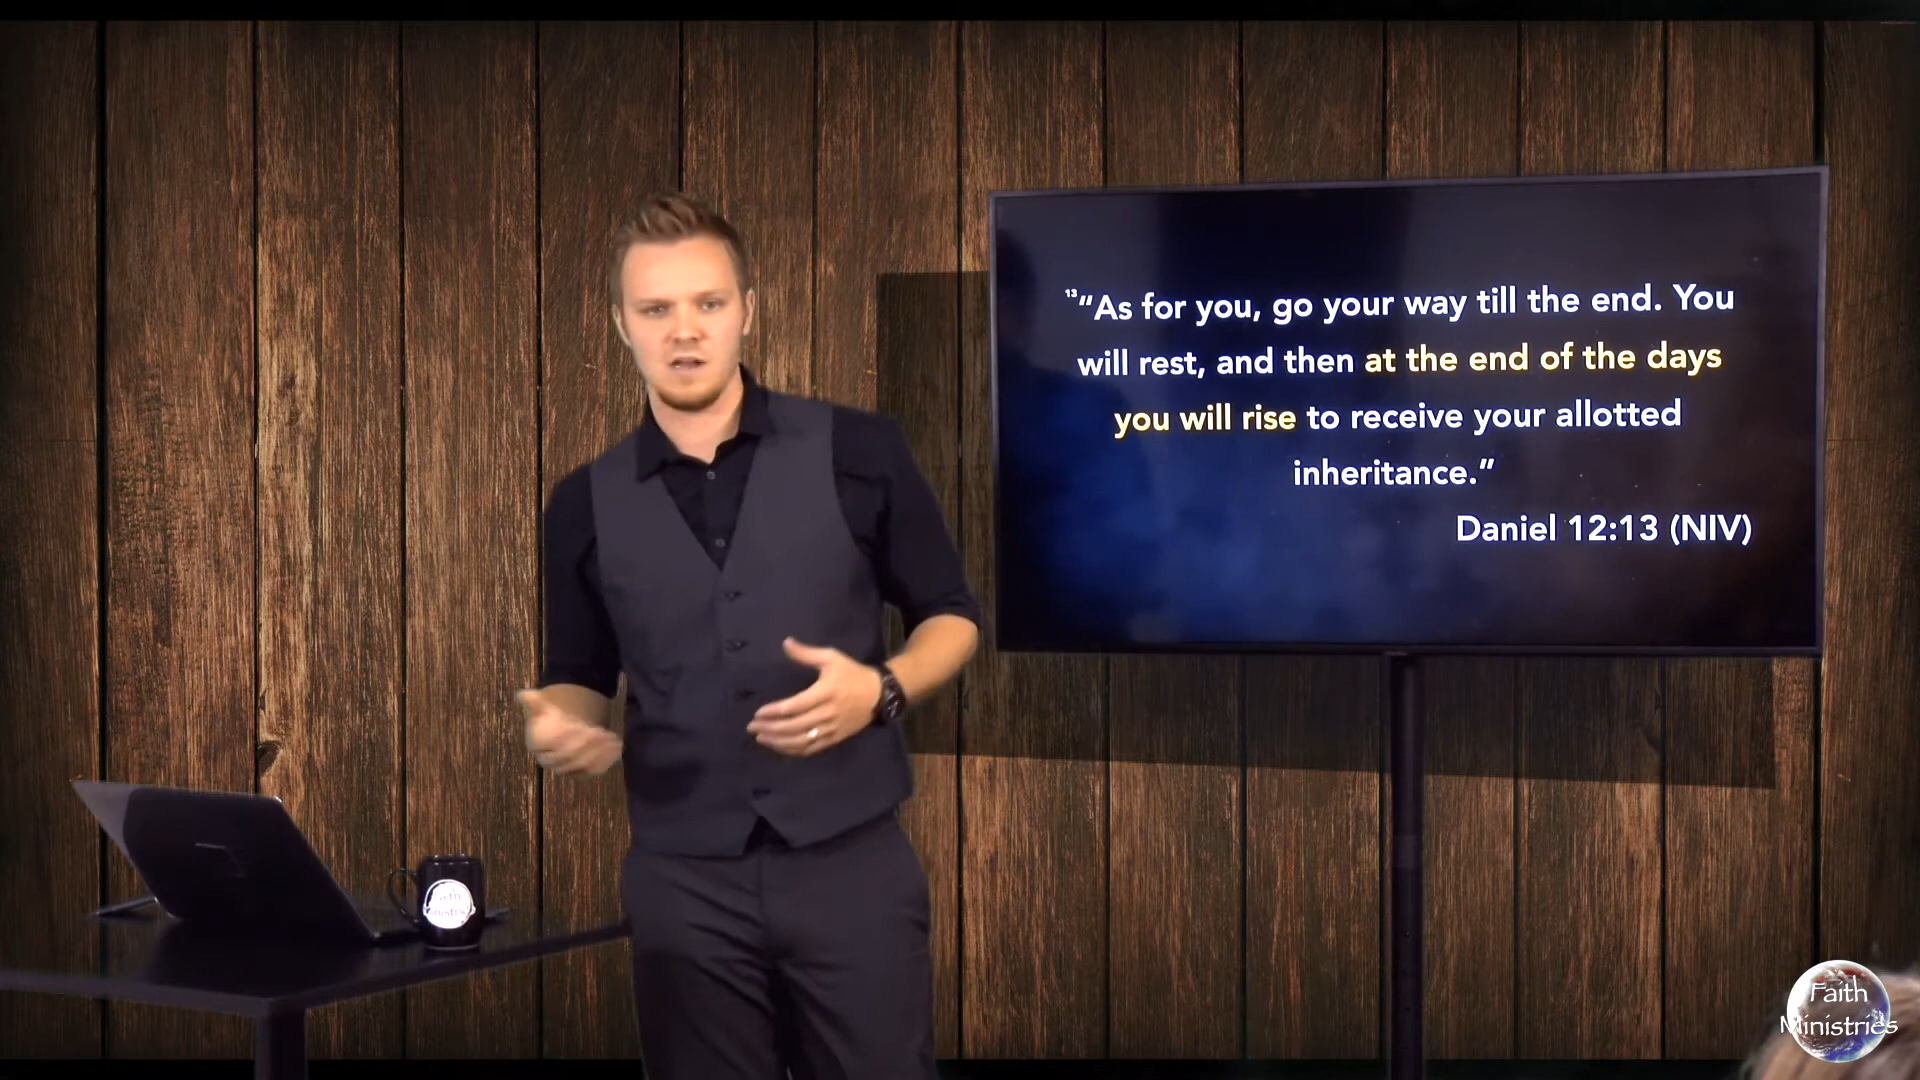 ¹³“As for you, go your way till the end. You
will rest, and then at the end of the days
you will rise to receive your allotted
inheritance.”
Daniel 12:13 (NIV)
Faith
Ministries